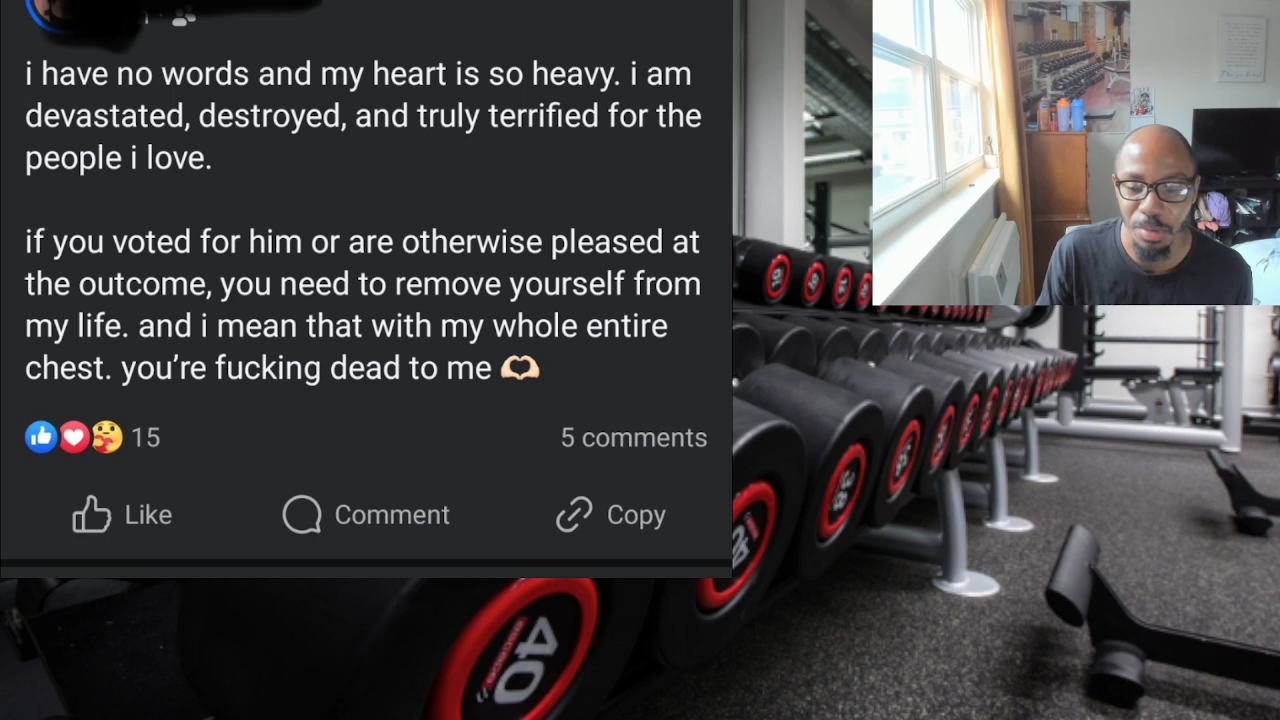 i have no words and my heart is so heavy. i am
devastated, destroyed, and truly terrified for the
people i love.
if you voted for him or are otherwise pleased at
the outcome, you need to remove yourself from
my life. and i mean that with my whole entire
chest. you’re fucking dead to me 🫶🏻
15
5 comments
Like
Comment
Copy
40